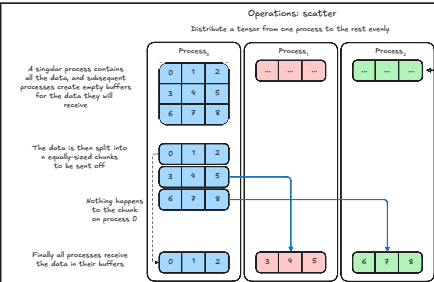 Operations: scatter
Distribute a tensor from one process to the rest evenly
Process₀
Process₁
Process₂
A singular process contains
all the data, and subsequent
processes create empty buffers
for the data they will
receive
0 1 2
3 4 5
6 7 8
... ... ...
... ... ...
The data is then split into
n equally-sized chunks
to be sent off
0 1 2
3 4 5
6 7 8
Nothing happens
to the chunk
on process 0
Finally all processes receive
the data in their buffers
0 1 2
3 4 5
6 7 8